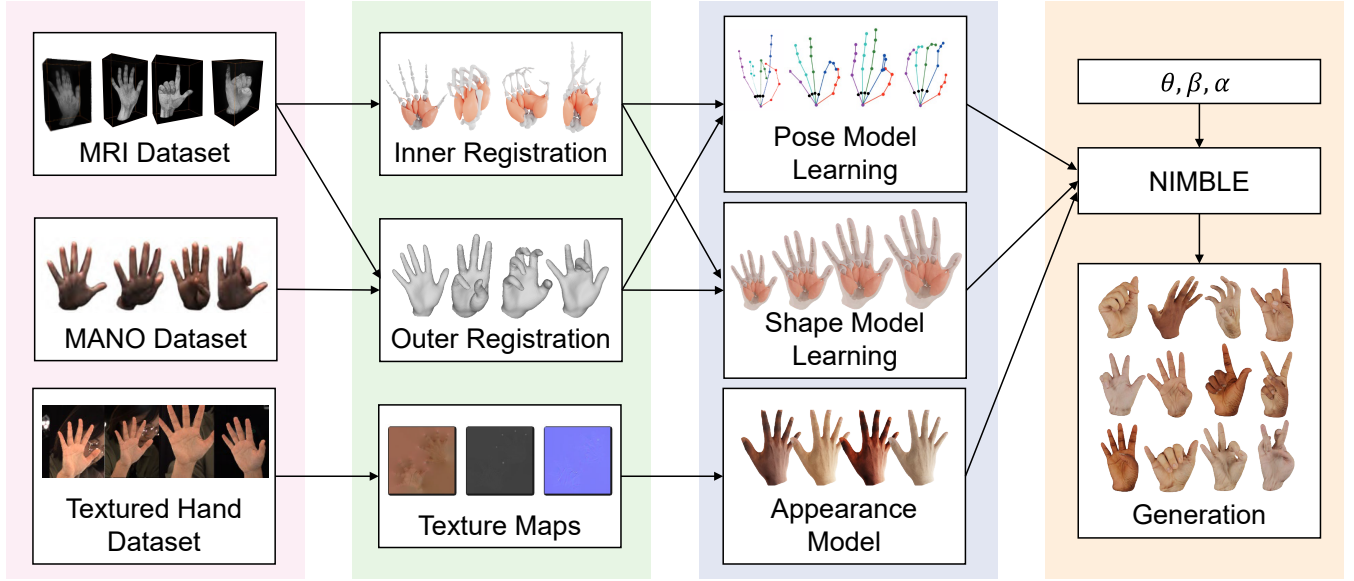 MRI Dataset
MANO Dataset
Textured Hand
Dataset
Inner Registration
Outer Registration
Texture Maps
Pose Model
Learning
Shape Model
Learning
Appearance
Model
θ, β, α
NIMBLE
Generation